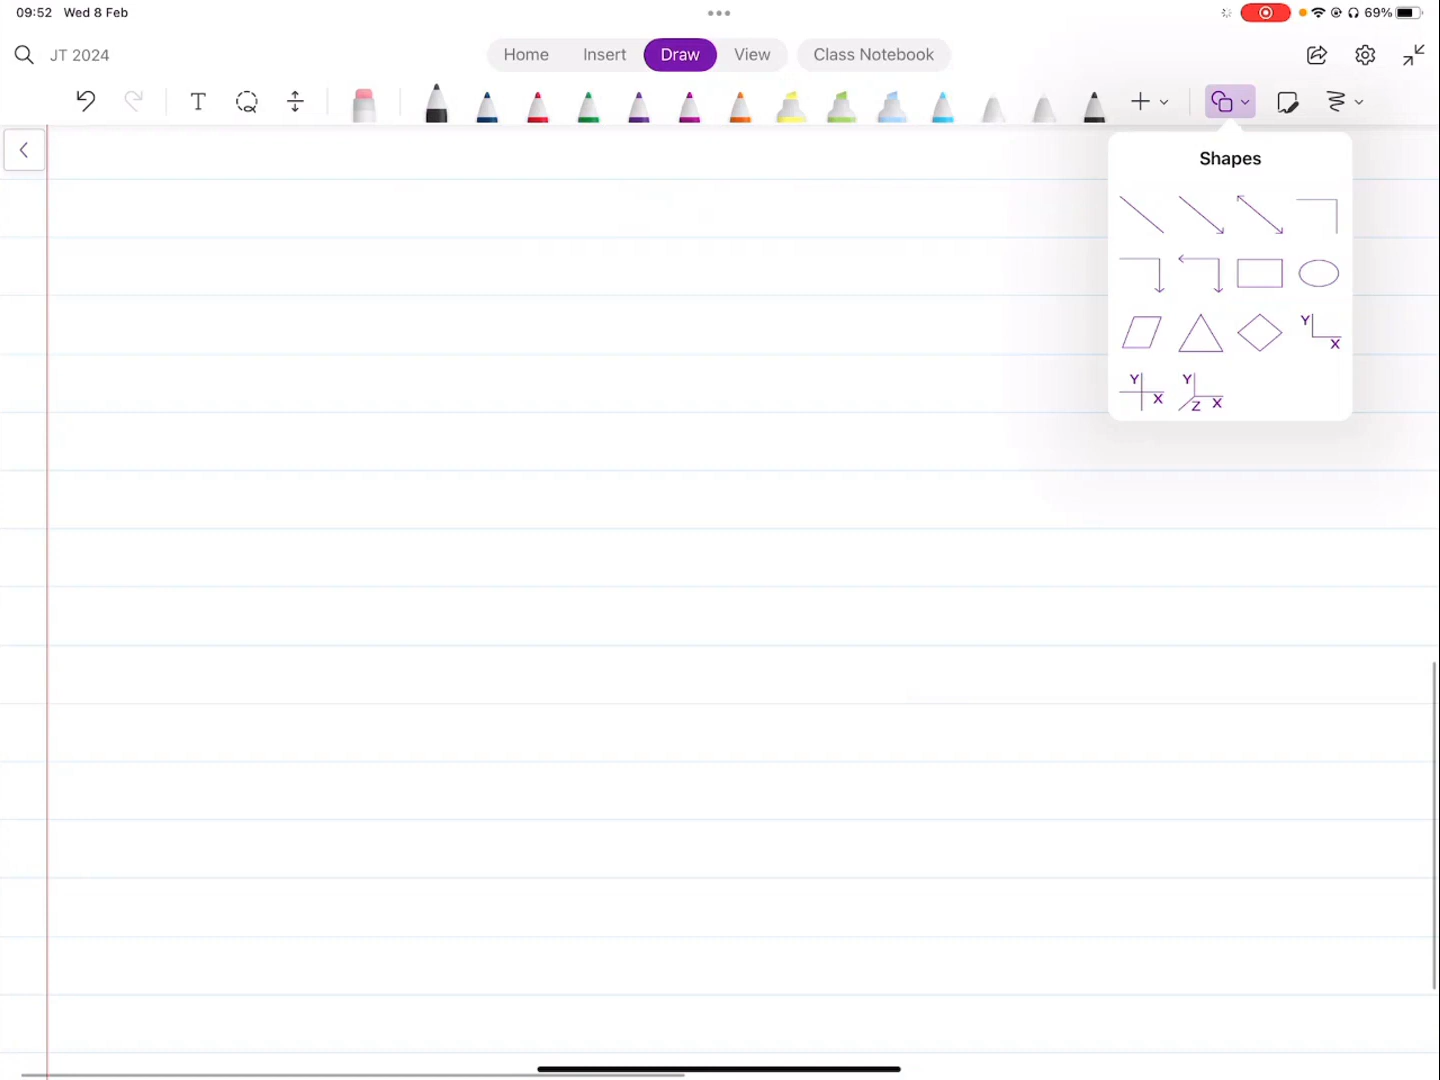 09:52 Wed 8 Feb
69%
JT 2024
Home Insert Draw View Class Notebook
T
Shapes
Y
X
Y
X
Y
Z X